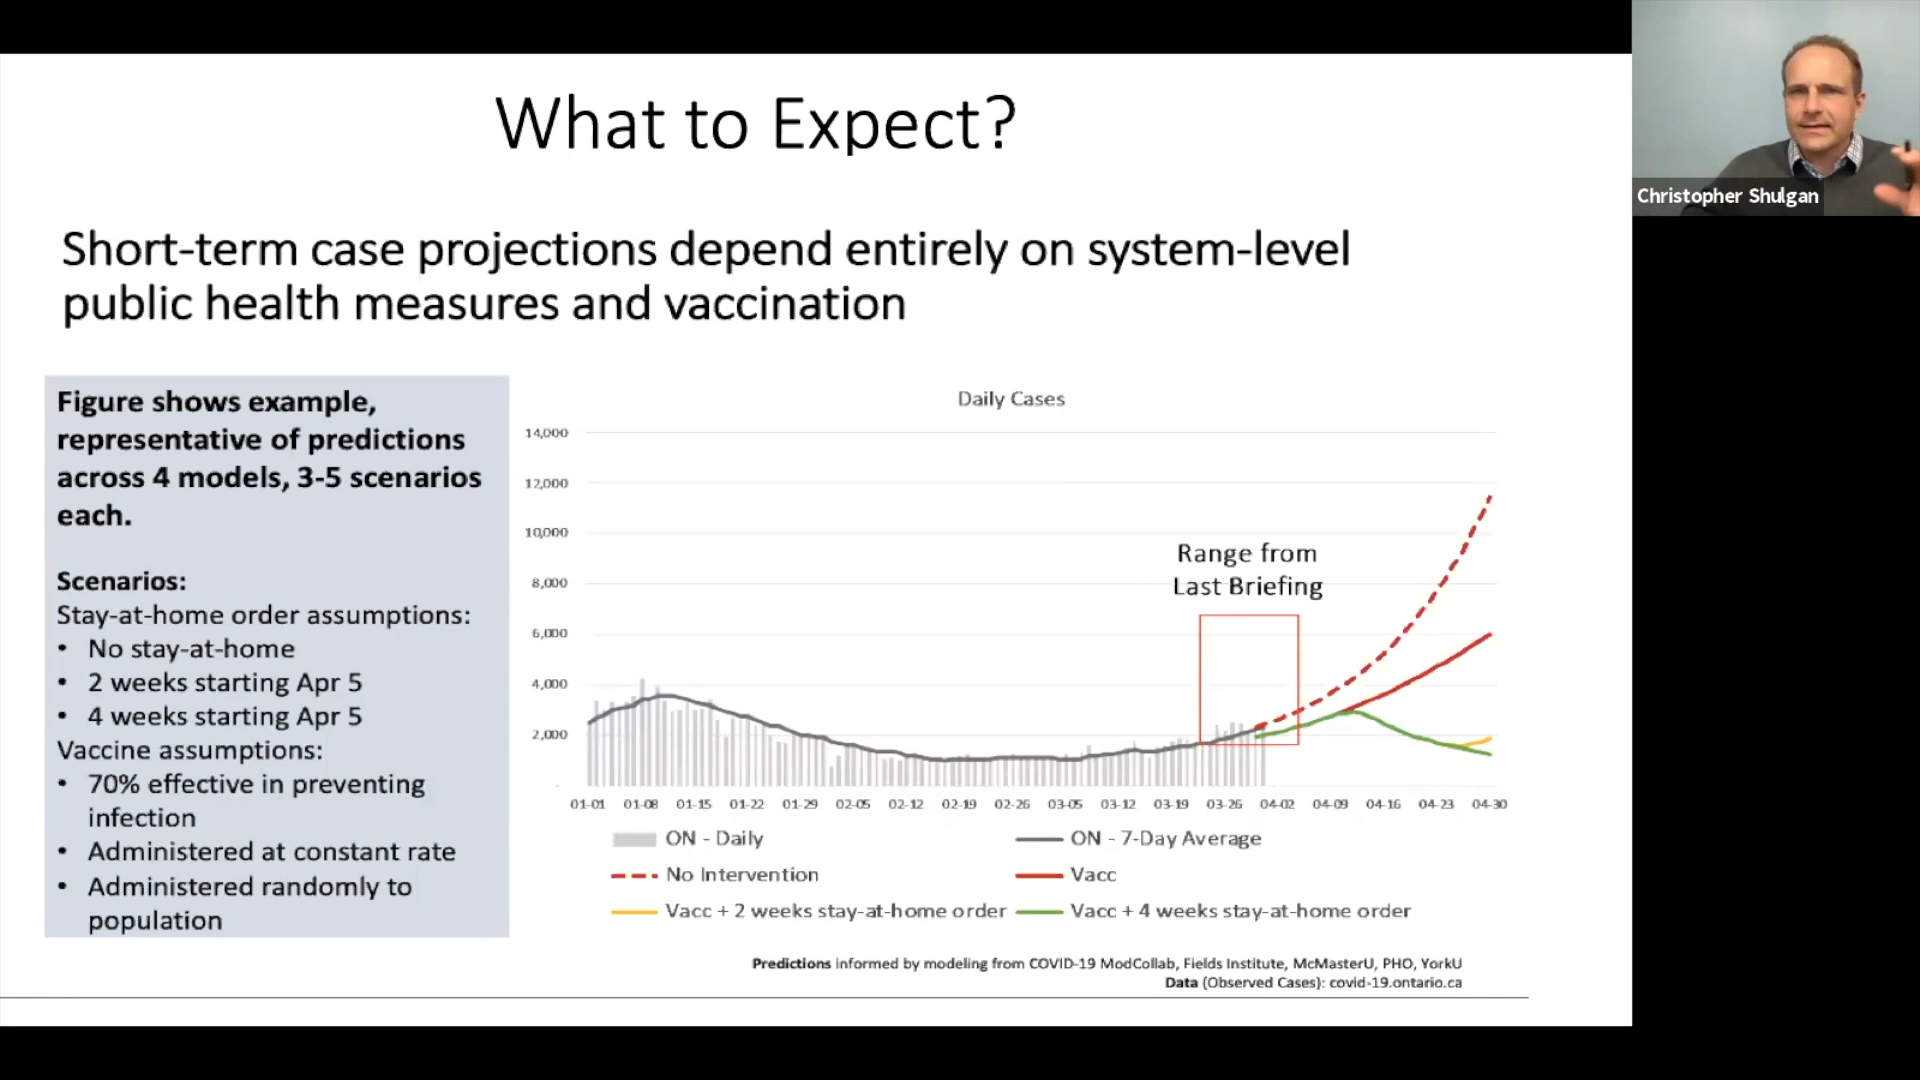 What to Expect?
Christopher Shulgan
Short-term case projections depend entirely on system-level
public health measures and vaccination
Figure shows example,
representative of predictions
across 4 models, 3-5 scenarios
each.
Scenarios:
Stay-at-home order assumptions:
• No stay-at-home
• 2 weeks starting Apr 5
• 4 weeks starting Apr 5
Vaccine assumptions:
• 70% effective in preventing
infection
• Administered at constant rate
• Administered randomly to
population
Daily Cases
14,000
12,000
10,000
8,000
6,000
4,000
2,000
-
Range from
Last Briefing
01-01 01-08 01-15 01-22 01-29 02-05 02-12 02-19 02-26 03-05 03-12 03-19 03-26 04-02 04-09 04-16 04-23 04-30
ON - Daily ON - 7-Day Average
No Intervention Vacc
Vacc + 2 weeks stay-at-home order Vacc + 4 weeks stay-at-home order
Predictions informed by modeling from COVID-19 ModCollab, Fields Institute, McMasterU, PHO, YorkU
Data (Observed Cases): covid-19.ontario.ca